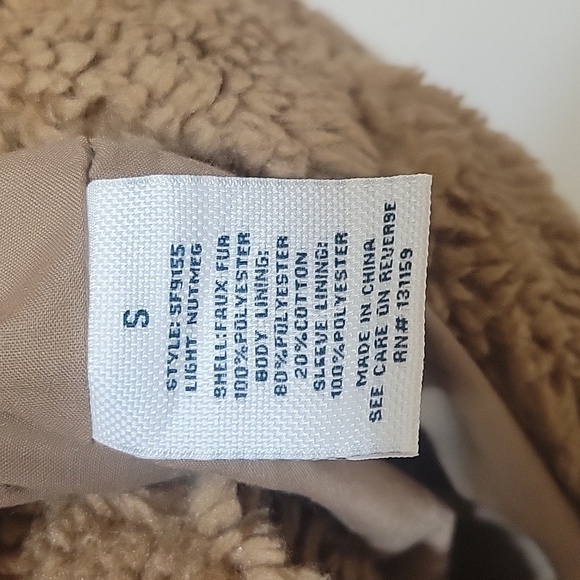 S
STYLE: SF9155
LIGHT NUTMEG
SHELL:FAUX FUR
100%POLYESTER
BODY LINING:
80%POLYESTER
20%COTTON
SLEEVE LINING:
100%POLYESTER
MADE IN CHINA
SEE CARE ON REVERSE
RN# 131159